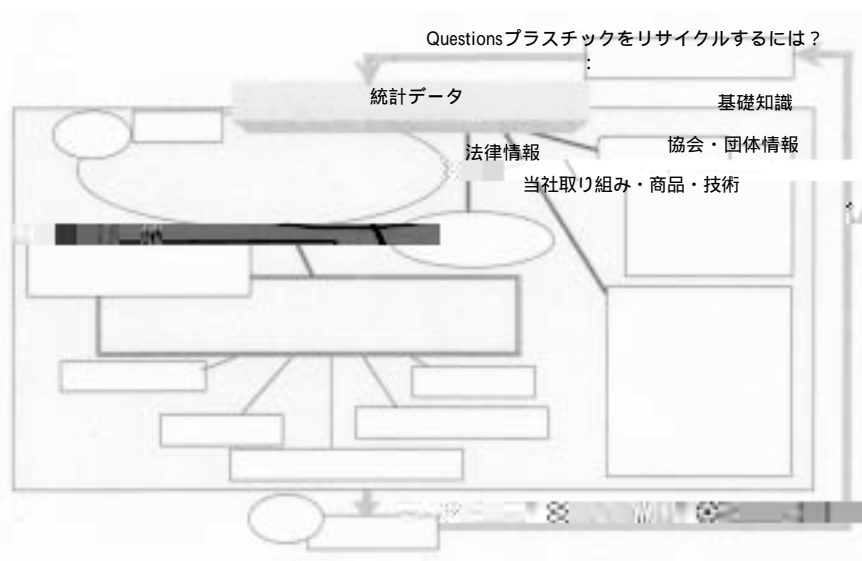 Questionsプラスチックをリサイクルするには？
:
統計データ
基礎知識
法律情報
協会・団体情報
当社取り組み・商品・技術